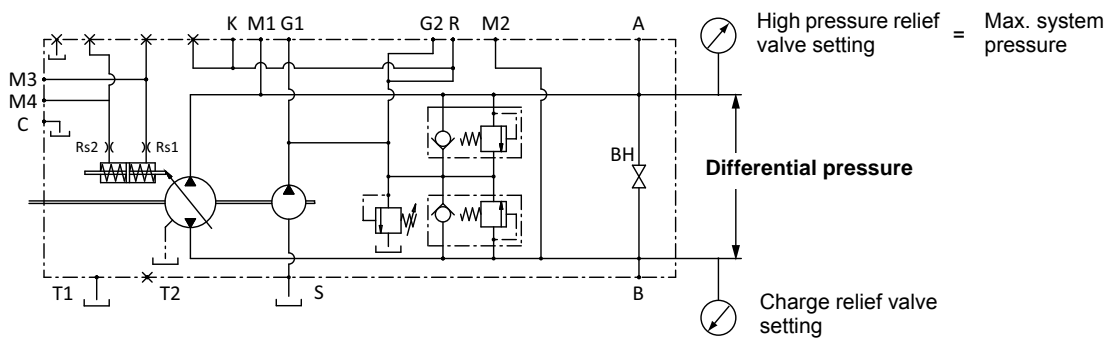 K M1 G1 G2 R M2 A
High pressure relief
valve setting
=
Max. system
pressure
M3
M4
C
Rs2 Rs1
BH
Differential pressure
T1 T2 S B
Charge relief valve
setting